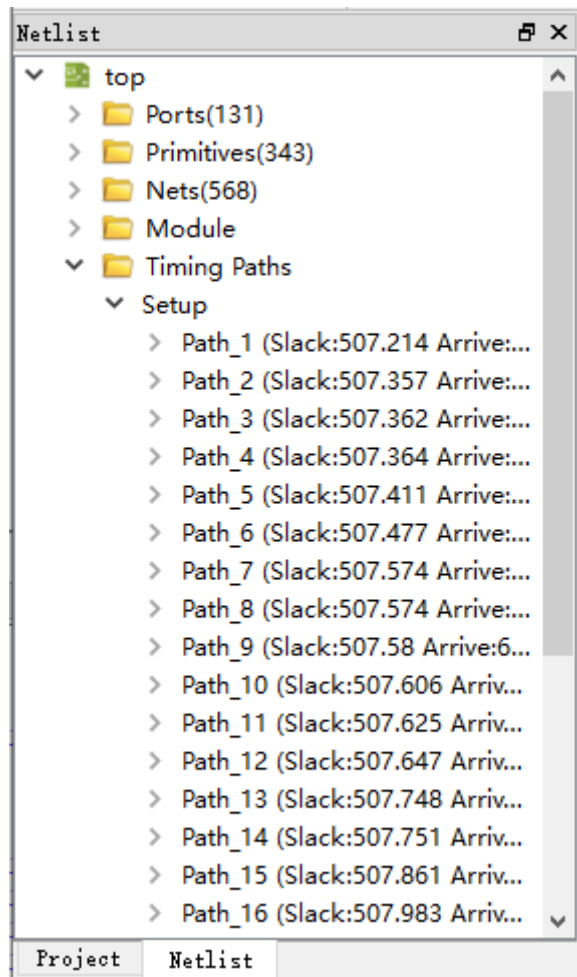 Netlist
top
Ports(131)
Primitives(343)
Nets(568)
Module
Timing Paths
Setup
Path_1 (Slack:507.214 Arrive:...
Path_2 (Slack:507.357 Arrive:...
Path_3 (Slack:507.362 Arrive:...
Path_4 (Slack:507.364 Arrive:...
Path_5 (Slack:507.411 Arrive:...
Path_6 (Slack:507.477 Arrive:...
Path_7 (Slack:507.574 Arrive:...
Path_8 (Slack:507.574 Arrive:...
Path_9 (Slack:507.58 Arrive:6...
Path_10 (Slack:507.606 Arriv...
Path_11 (Slack:507.625 Arriv...
Path_12 (Slack:507.647 Arriv...
Path_13 (Slack:507.748 Arriv...
Path_14 (Slack:507.751 Arriv...
Path_15 (Slack:507.861 Arriv...
Path_16 (Slack:507.983 Arriv...
Project Netlist